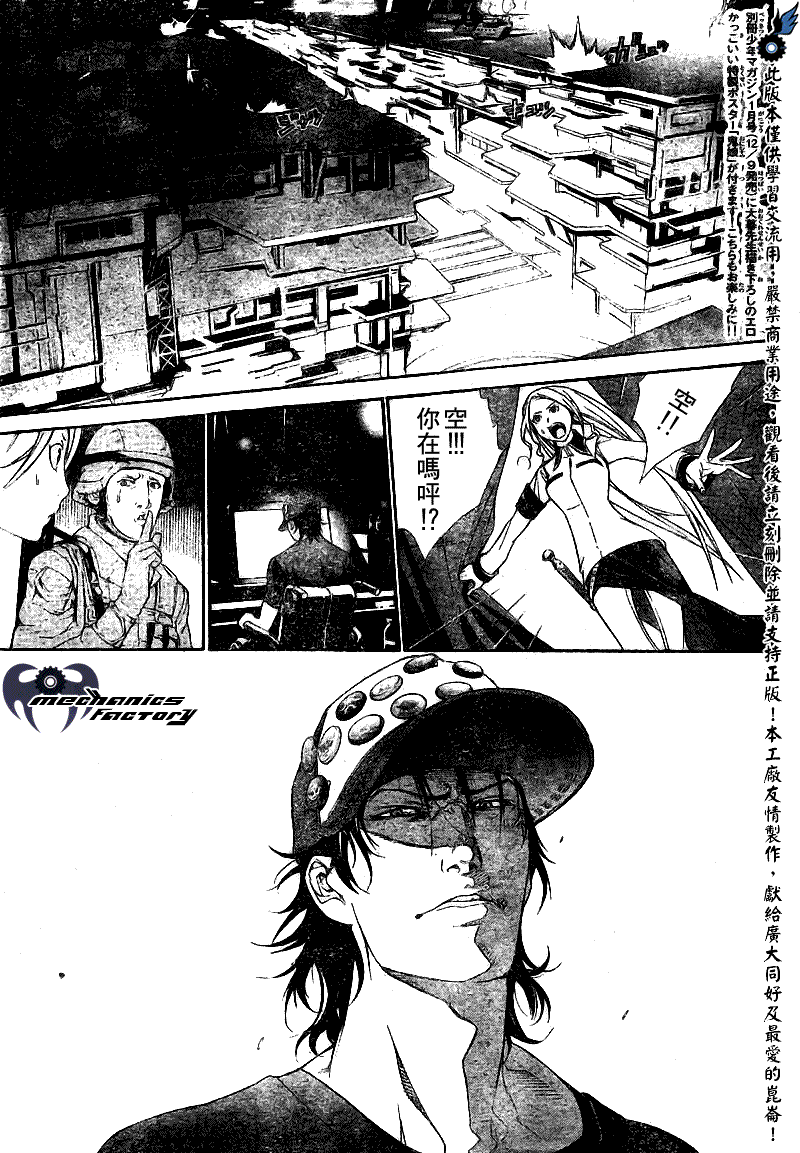 別冊少年マガジン1月号(12/9発売)に大暮先生描き下ろしのエロ
かっこいい特製ポスター「鬼姫」が付きます!こちらもお楽しみに!!
此版本僅供學習交流用,嚴禁商業用途,觀看後請立刻刪除並請支持正版!本工廠友情製作,獻給廣大同好及最愛的崑崙!
空!!
空!!!
你在嗎呼!?
mechanics
Factory